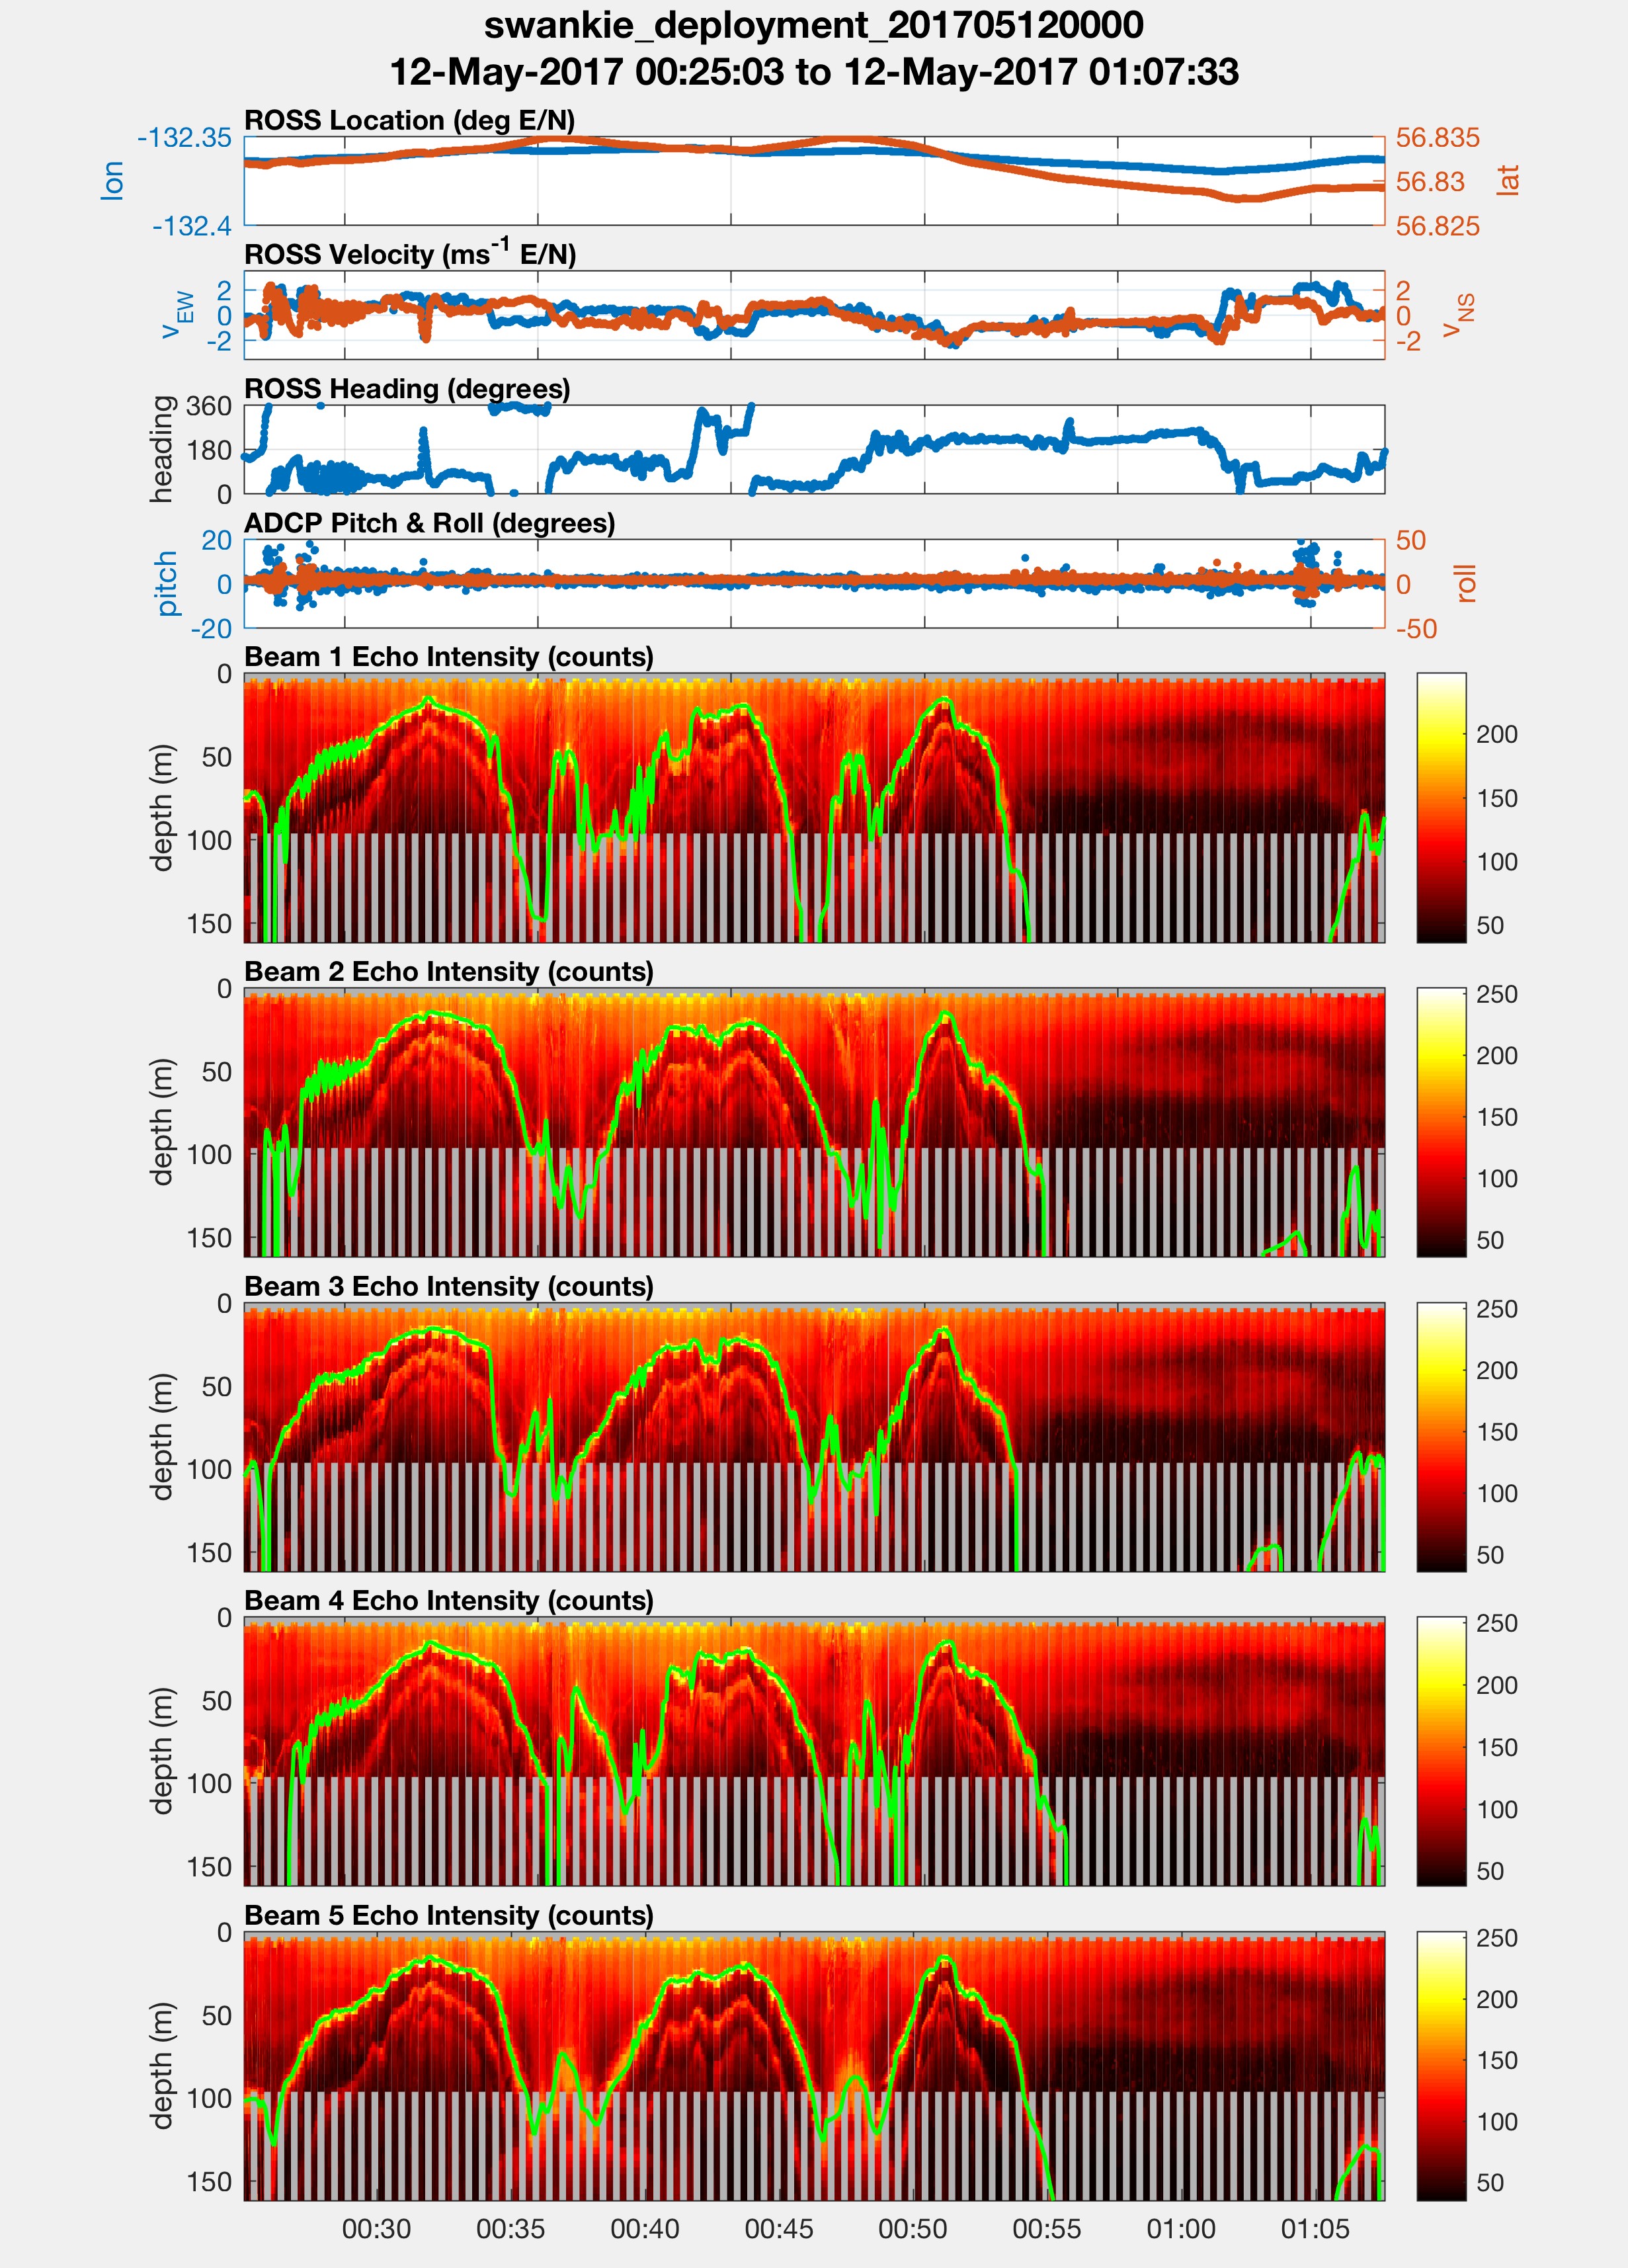 swankie_deployment_201705120000
12-May-2017 00:25:03 to 12-May-2017 01:07:33
ROSS Location (deg E/N)
-132.35
-132.4
lon
56.835
56.83
56.825
lat
ROSS Velocity (ms-1 E/N)
2
0
-2
vEW
2
0
-2
vNS
ROSS Heading (degrees)
360
180
0
heading
ADCP Pitch & Roll (degrees)
20
0
-20
pitch
50
0
-50
roll
Beam 1 Echo Intensity (counts)
0
50
100
150
depth (m)
200
150
100
50
Beam 2 Echo Intensity (counts)
0
50
100
150
depth (m)
250
200
150
100
50
Beam 3 Echo Intensity (counts)
0
50
100
150
depth (m)
250
200
150
100
50
Beam 4 Echo Intensity (counts)
0
50
100
150
depth (m)
250
200
150
100
50
Beam 5 Echo Intensity (counts)
0
50
100
150
depth (m)
250
200
150
100
50
00:30 00:35 00:40 00:45 00:50 00:55 01:00 01:05